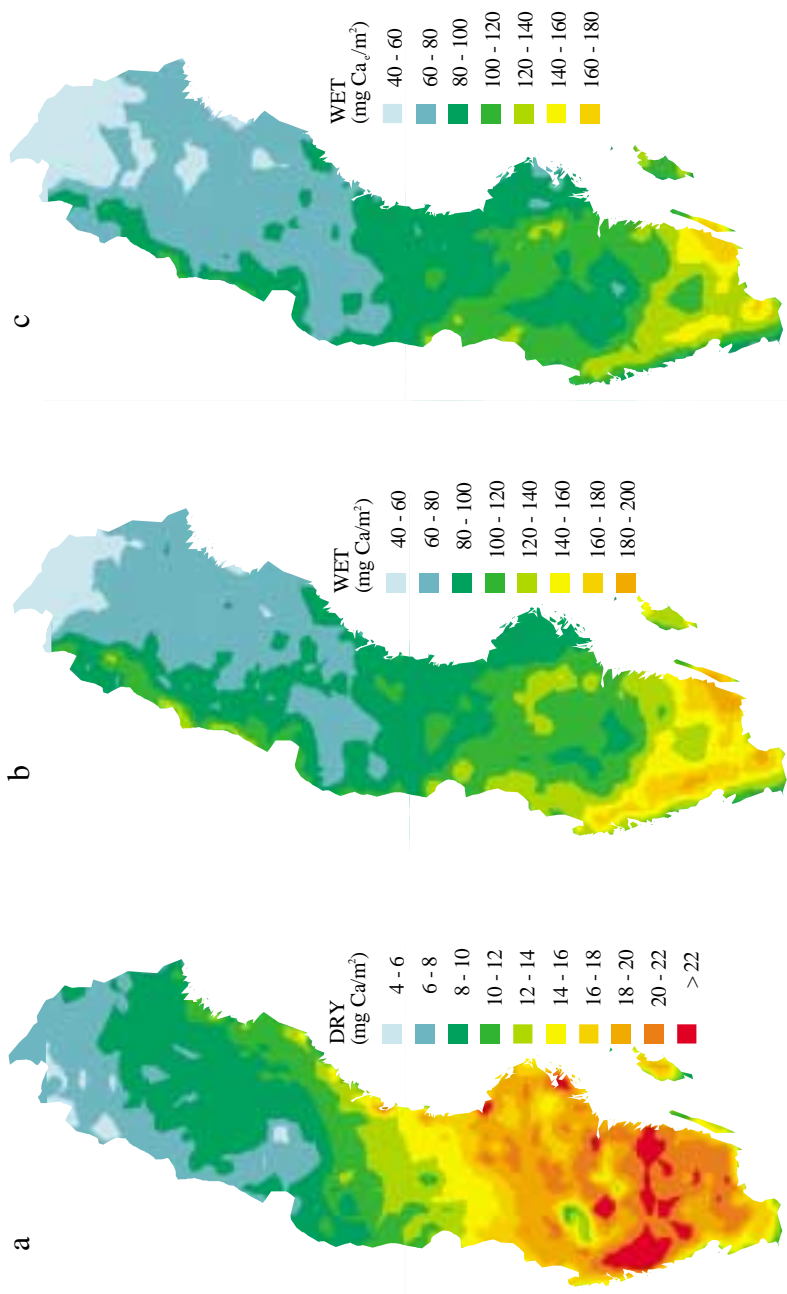 c
WET
(mg Caₑ/m²)
40 - 60
60 - 80
80 - 100
100 - 120
120 - 140
140 - 160
160 - 180
b
WET
(mg Ca/m²)
40 - 60
60 - 80
80 - 100
100 - 120
120 - 140
140 - 160
160 - 180
180 - 200
a
DRY
(mg Ca/m²)
4 - 6
6 - 8
8 - 10
10 - 12
12 - 14
14 - 16
16 - 18
18 - 20
20 - 22
> 22